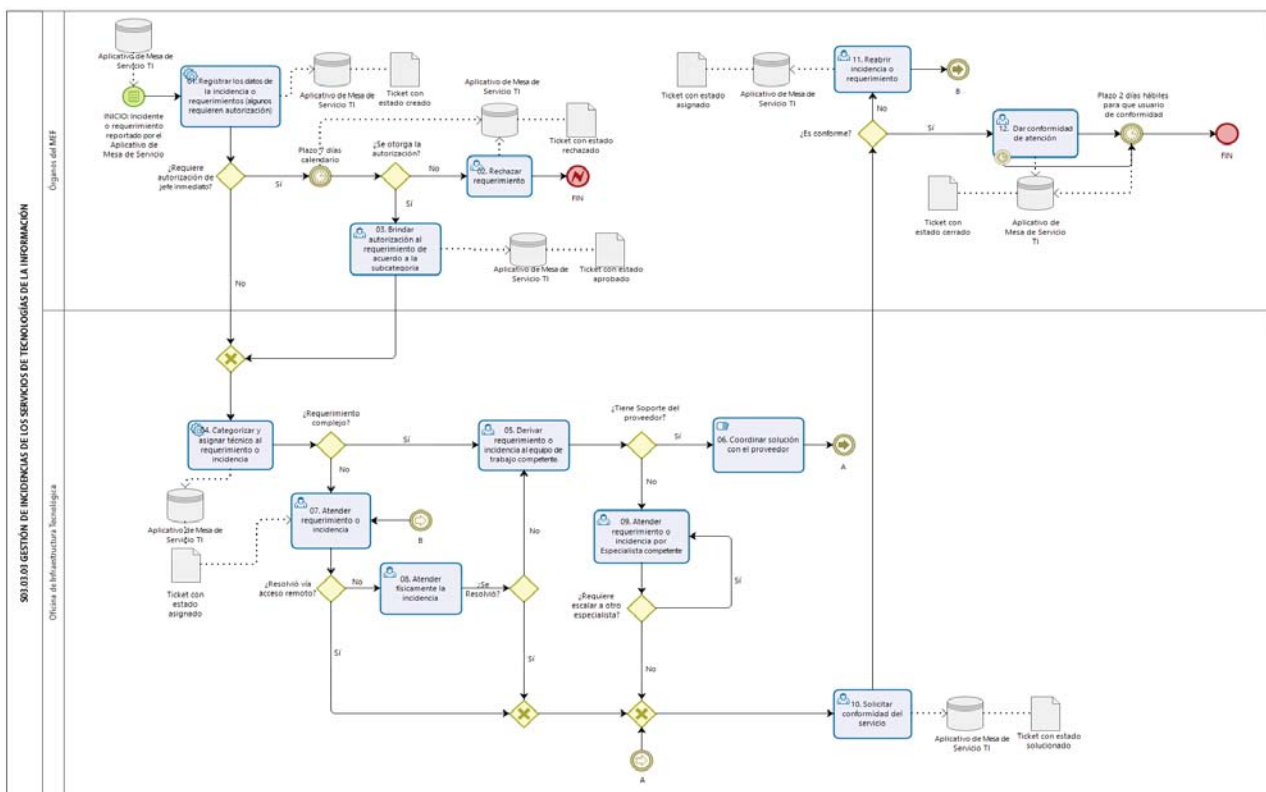 S03.03.03 GESTIÓN DE INCIDENCIAS DE LOS SERVICIOS DE TECNOLOGÍAS DE LA INFORMACIÓN
Órganos del MEF
Aplicativo de Mesa de
Servicio TI
INICIO: Incidente
o requerimiento
reportado por el
Aplicativo de
Mesa de Servicio
01. Registrar los datos de
la incidencia o
requerimientos (algunos
requieren autorización)
Aplicativo de Mesa de
Servicio TI
Ticket con
estado creado
¿Requiere
autorización de
jefe inmediato?
Sí
No
Plazo 7 días
calendario
¿Se otorga la
autorización?
No
Sí
Aplicativo de Mesa de
Servicio TI
Ticket con
estado
rechazado
02. Rechazar
requerimiento
FIN
03. Brindar
autorización al
requerimiento de
acuerdo a la
subcategoría
Aplicativo de Mesa de
Servicio TI
Ticket con estado
aprobado
11. Reabrir
incidencia o
requerimiento
B
Ticket con estado
asignado
Aplicativo de Mesa de
Servicio TI
No
¿Es conforme?
Sí
12. Dar conformidad
de atención
Plazo 2 días hábiles
para que usuario
de conformidad
FIN
Ticket con
estado cerrado
Aplicativo de
Mesa de Servicio
TI
Oficina de Infraestructura Tecnológica
04. Categorizar y
asignar técnico al
requerimiento o
incidencia
Aplicativo de Mesa de
Servicio TI
Ticket con
estado
asignado
¿Requerimiento
complejo?
Sí
No
05. Derivar
requerimiento o
incidencia al equipo de
trabajo competente.
¿Tiene Soporte del
proveedor?
Sí
No
06. Coordinar solución
con el proveedor
A
07. Atender
requerimiento o
incidencia
B
¿Resolvió vía
acceso remoto?
No
Sí
08. Atender
físicamente la
incidencia
¿Se
Resolvió?
No
Sí
09. Atender
requerimiento o
incidencia por
Especialista competente
¿Requiere
escalar a otro
especialista?
Sí
No
A
10. Solicitar
conformidad del
servicio
Aplicativo de Mesa de
Servicio TI
Ticket con estado
solucionado